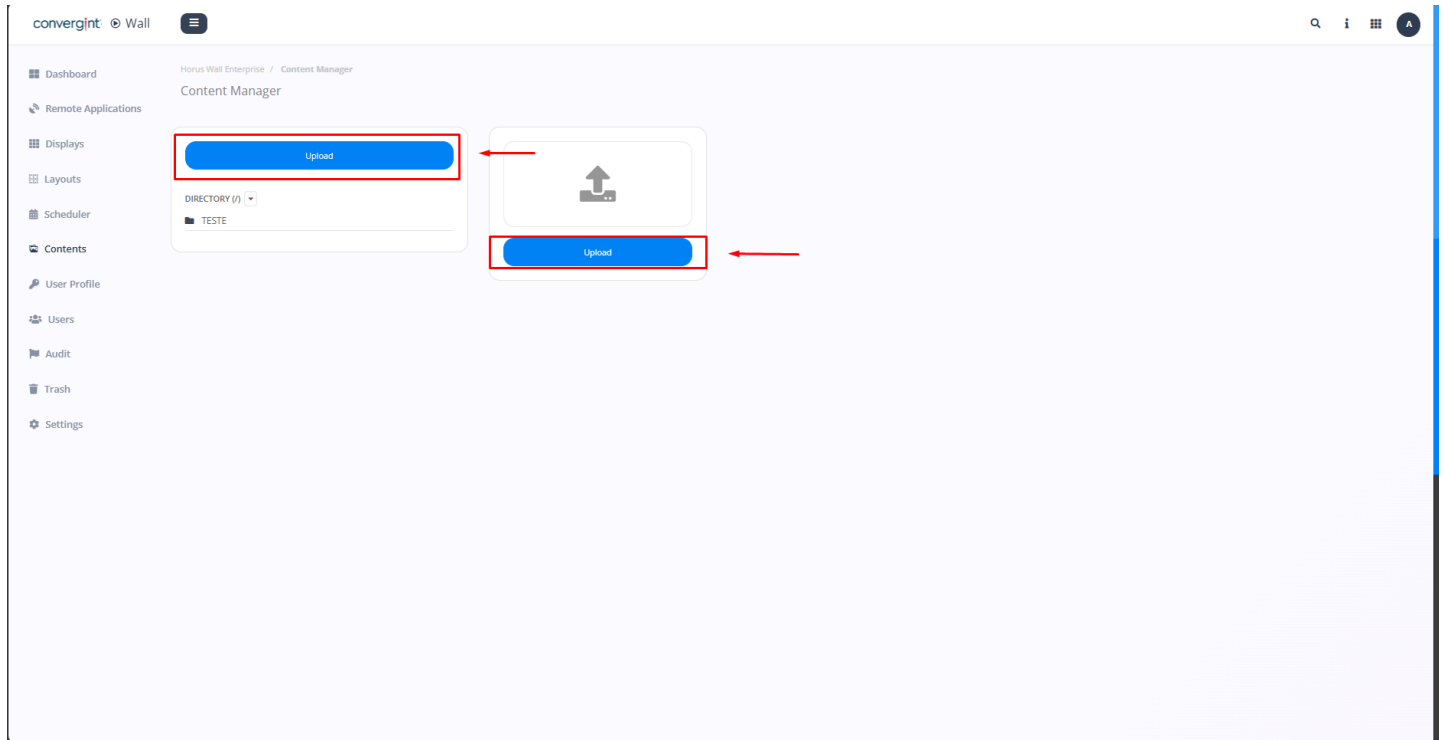 convergint Wall
A
Dashboard
Remote Applications
Displays
Layouts
Scheduler
Contents
User Profile
Users
Audit
Trash
Settings
Horus Wall Enterprise / Content Manager
Content Manager
Upload
DIRECTORY (/)
TESTE
Upload